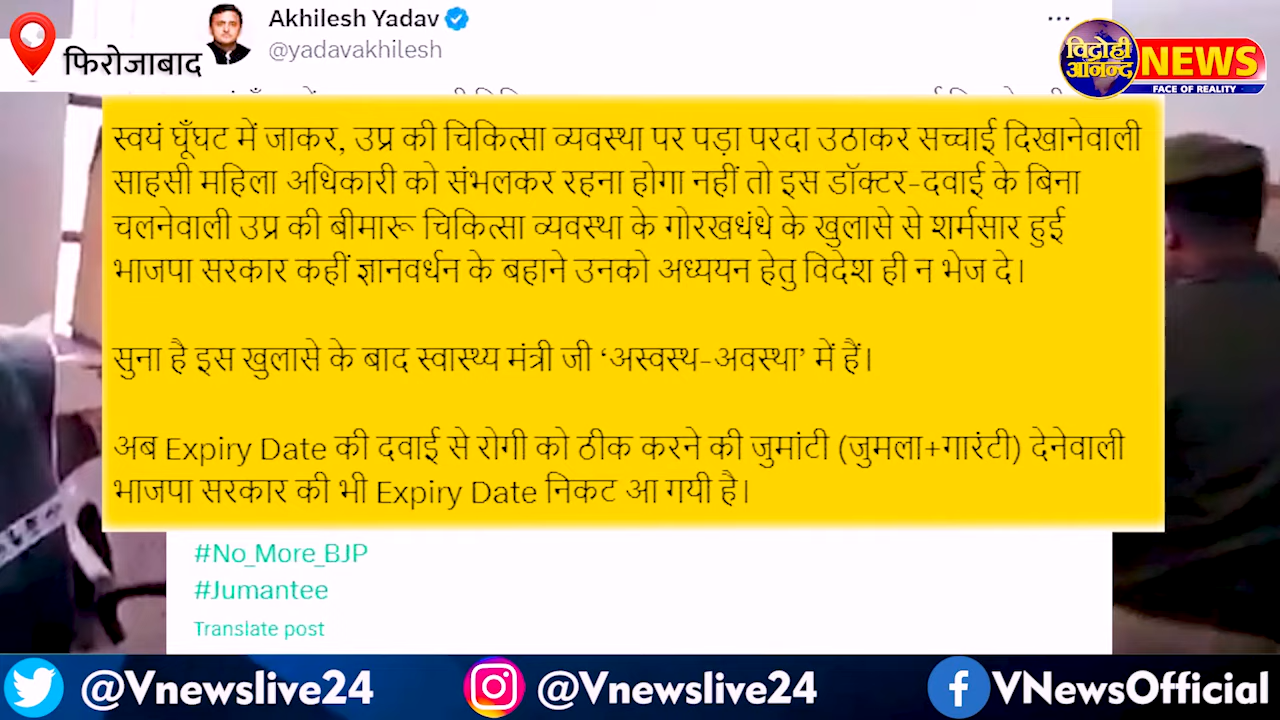 फिरोजाबाद
Akhilesh Yadav
@yadavakhilesh
विद्रोही
आनन्द
NEWS
FACE OF REALITY
स्वयं घूँघट में जाकर, उप्र की चिकित्सा व्यवस्था पर पड़ा परदा उठाकर सच्चाई दिखानेवाली
साहसी महिला अधिकारी को संभलकर रहना होगा नहीं तो इस डॉक्टर-दवाई के बिना
चलनेवाली उप्र की बीमारू चिकित्सा व्यवस्था के गोरखधंधे के खुलासे से शर्मसार हुई
भाजपा सरकार कहीं ज्ञानवर्धन के बहाने उनको अध्ययन हेतु विदेश ही न भेज दे।
सुना है इस खुलासे के बाद स्वास्थ्य मंत्री जी ‘अस्वस्थ-अवस्था’ में हैं।
अब Expiry Date की दवाई से रोगी को ठीक करने की जुमांटी (जुमला+गारंटी) देनेवाली
भाजपा सरकार की भी Expiry Date निकट आ गयी है।
#No_More_BJP
#Jumantee
Translate post
@Vnewslive24
@Vnewslive24
VNewsOfficial